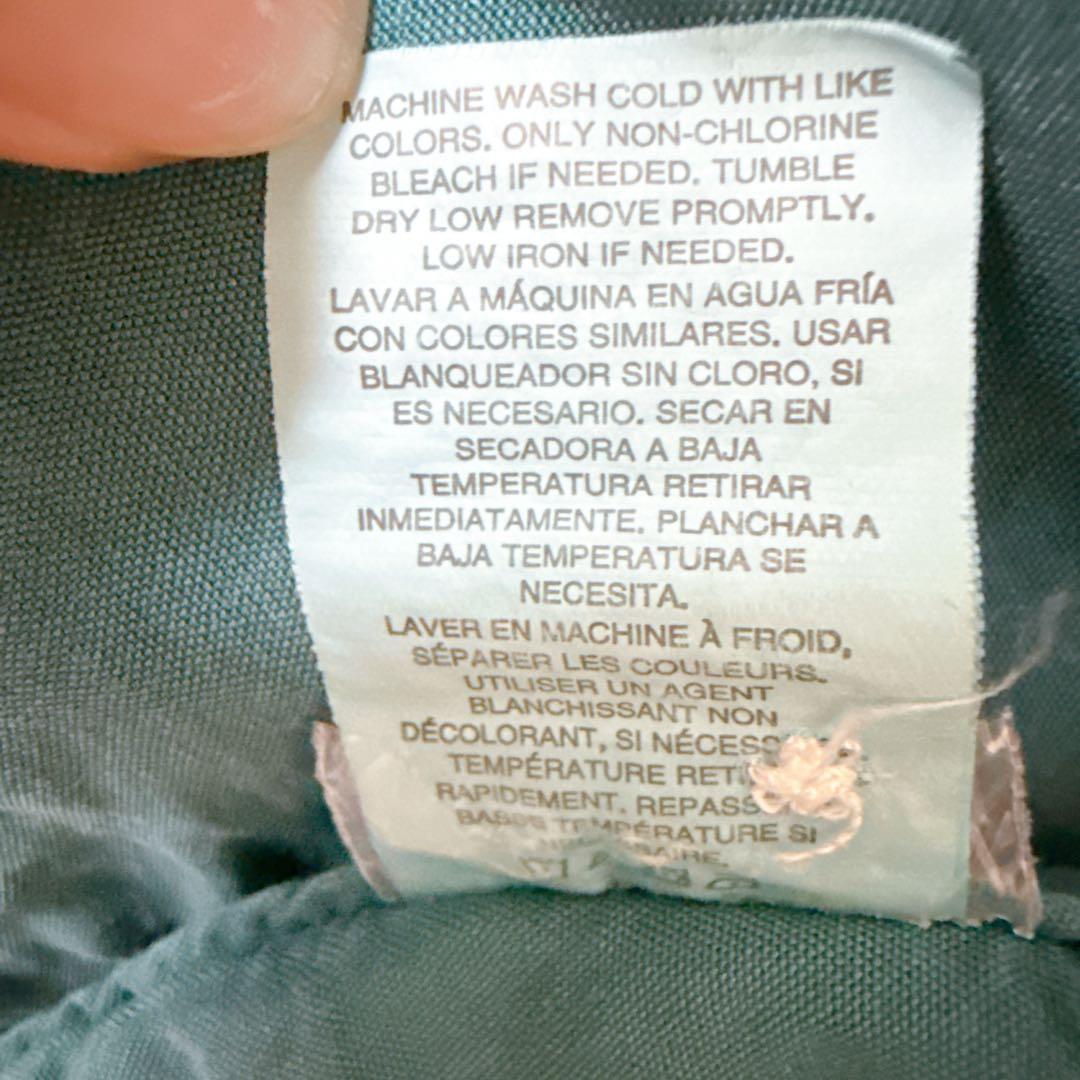 MACHINE WASH COLD WITH LIKE
COLORS. ONLY NON-CHLORINE
BLEACH IF NEEDED. TUMBLE
DRY LOW REMOVE PROMPTLY.
LOW IRON IF NEEDED.
LAVAR A MÁQUINA EN AGUA FRÍA
CON COLORES SIMILARES. USAR
BLANQUEADOR SIN CLORO, SI
ES NECESARIO. SECAR EN
SECADORA A BAJA
TEMPERATURA RETIRAR
INMEDIATAMENTE. PLANCHAR A
BAJA TEMPERATURA SE
NECESITA.
LAVER EN MACHINE À FROID,
SÉPARER LES COULEURS.
UTILISER UN AGENT
BLANCHISSANT NON
DÉCOLORANT, SI
TEMPÉRATURE
RAPIDEMENT.
TEMPÉRATURE SI